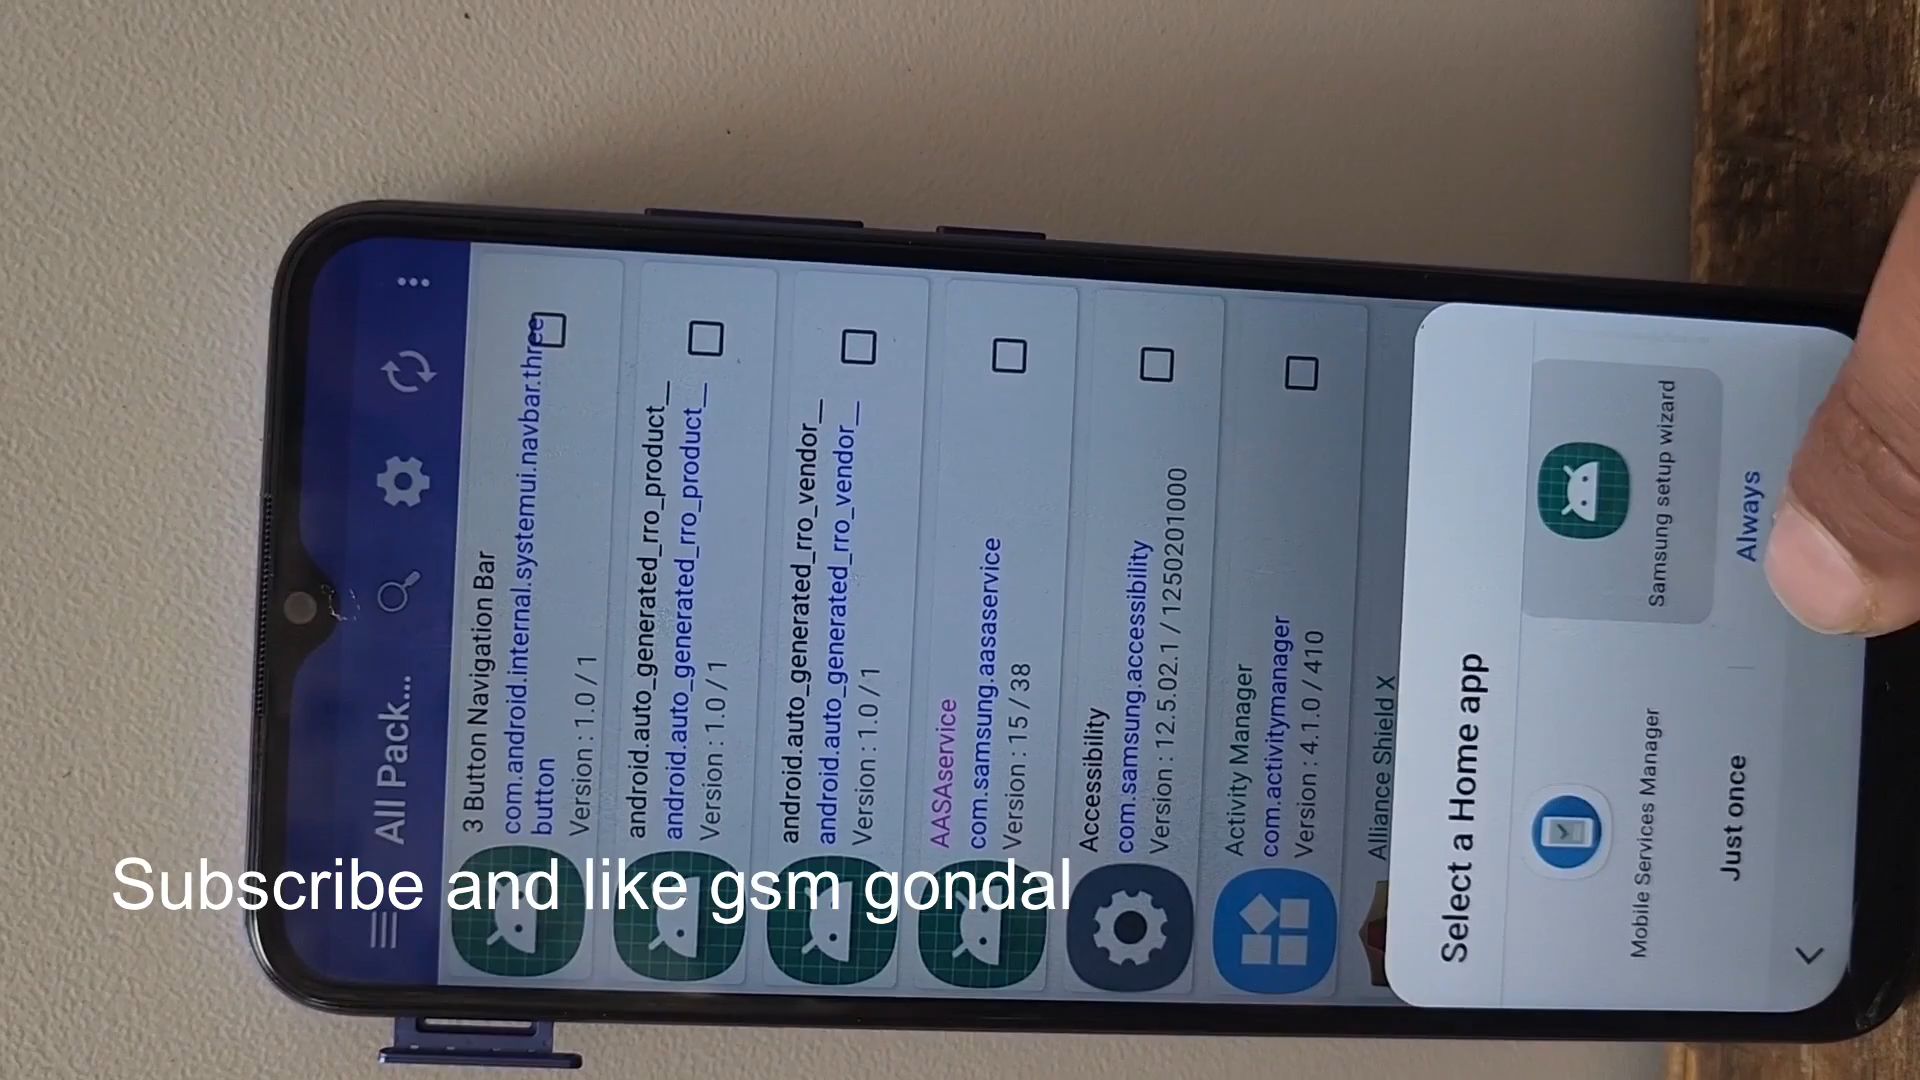 All Pack...
3 Button Navigation Bar
com.android.internal.systemui.navbar.three
button
Version : 1.0 / 1
android.auto_generated_rro_product__
android.auto_generated_rro_product__
Version : 1.0 / 1
android.auto_generated_rro_vendor__
android.auto_generated_rro_vendor__
Version : 1.0 / 1
AASAservice
com.samsung.aasaservice
Version : 15 / 38
Accessibility
com.samsung.accessibility
Version : 12.5.02.1 / 1250201000
Activity Manager
com.activitymanager
Version : 4.1.0 / 410
Alliance Shield X
Select a Home app
Mobile Services Manager
Samsung setup wizard
Just once
Always
Subscribe and like gsm gondal